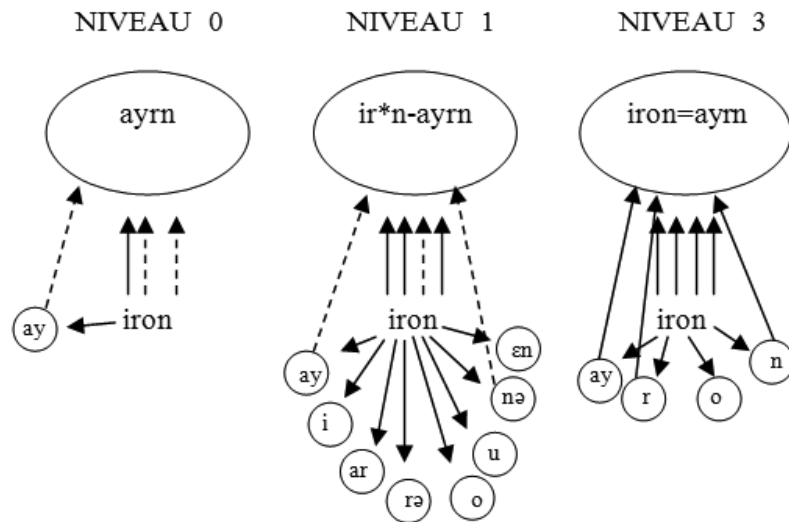 NIVEAU 0
NIVEAU 1
NIVEAU 3
ayrn
ir*n-ayrn
iron=ayrn
ay
iron
iron
ay
i
ar
rə
o
u
nə
ɛn
iron
ay
r
o
n